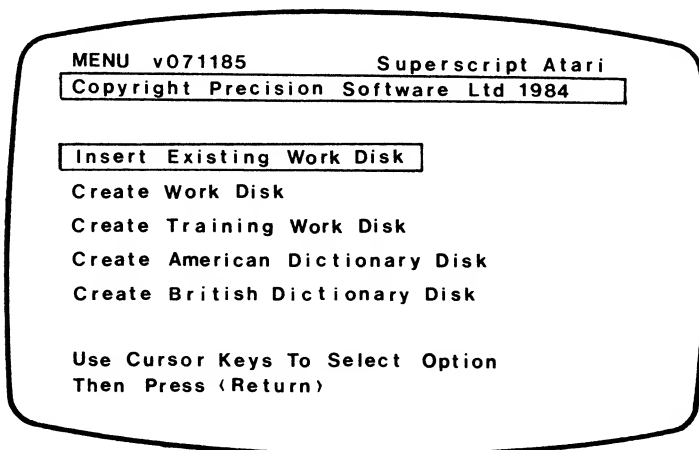 MENU v071185 Superscript Atari
Copyright Precision Software Ltd 1984
Insert Existing Work Disk
Create Work Disk
Create Training Work Disk
Create American Dictionary Disk
Create British Dictionary Disk
Use Cursor Keys To Select Option
Then Press ‹Return›